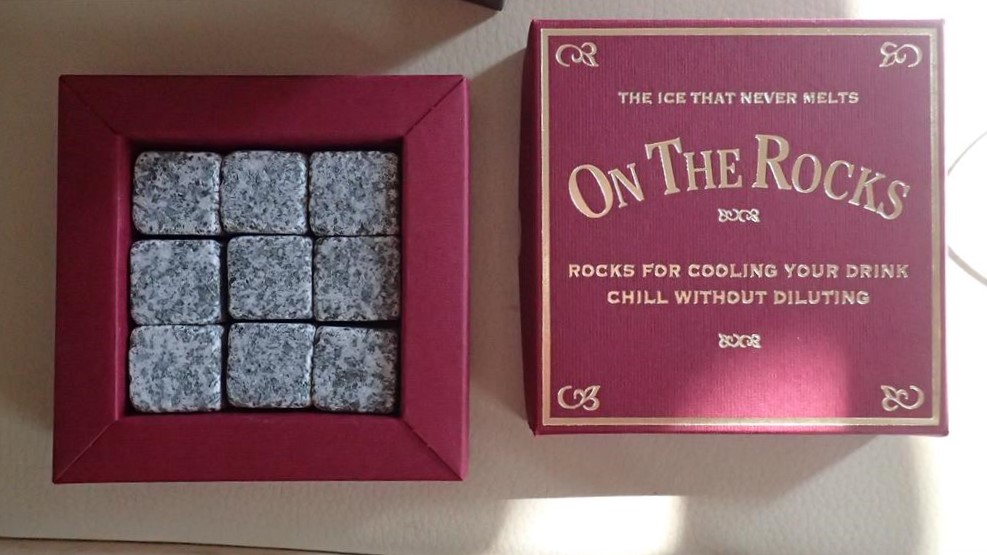 THE ICE THAT NEVER MELTS
ON THE ROCKS
ROCKS FOR COOLING YOUR DRINK
CHILL WITHOUT DILUTING